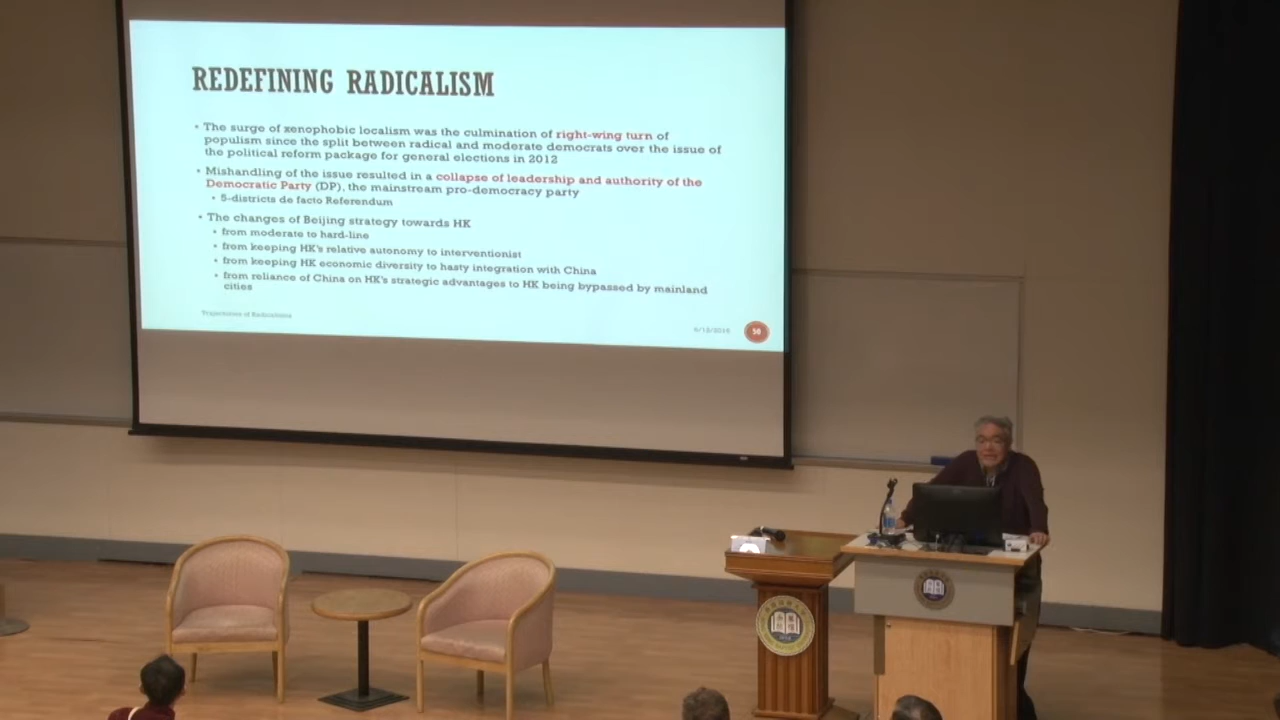 REDEFINING RADICALISM
• The surge of xenophobic localism was the culmination of right-wing turn of
populism since the split between radical and moderate democrats over the issue of
the political reform package for general elections in 2012
• Mishandling of the issue resulted in a collapse of leadership and authority of the
Democratic Party (DP), the mainstream pro-democracy party
• 5-districts de facto Referendum
• The changes of Beijing strategy towards HK
• from moderate to hard-line
• from keeping HK's relative autonomy to interventionist
• from keeping HK economic diversity to hasty integration with China
• from reliance of China on HK's strategic advantages to HK being bypassed by mainland
cities
Trajectories of Radicalisms